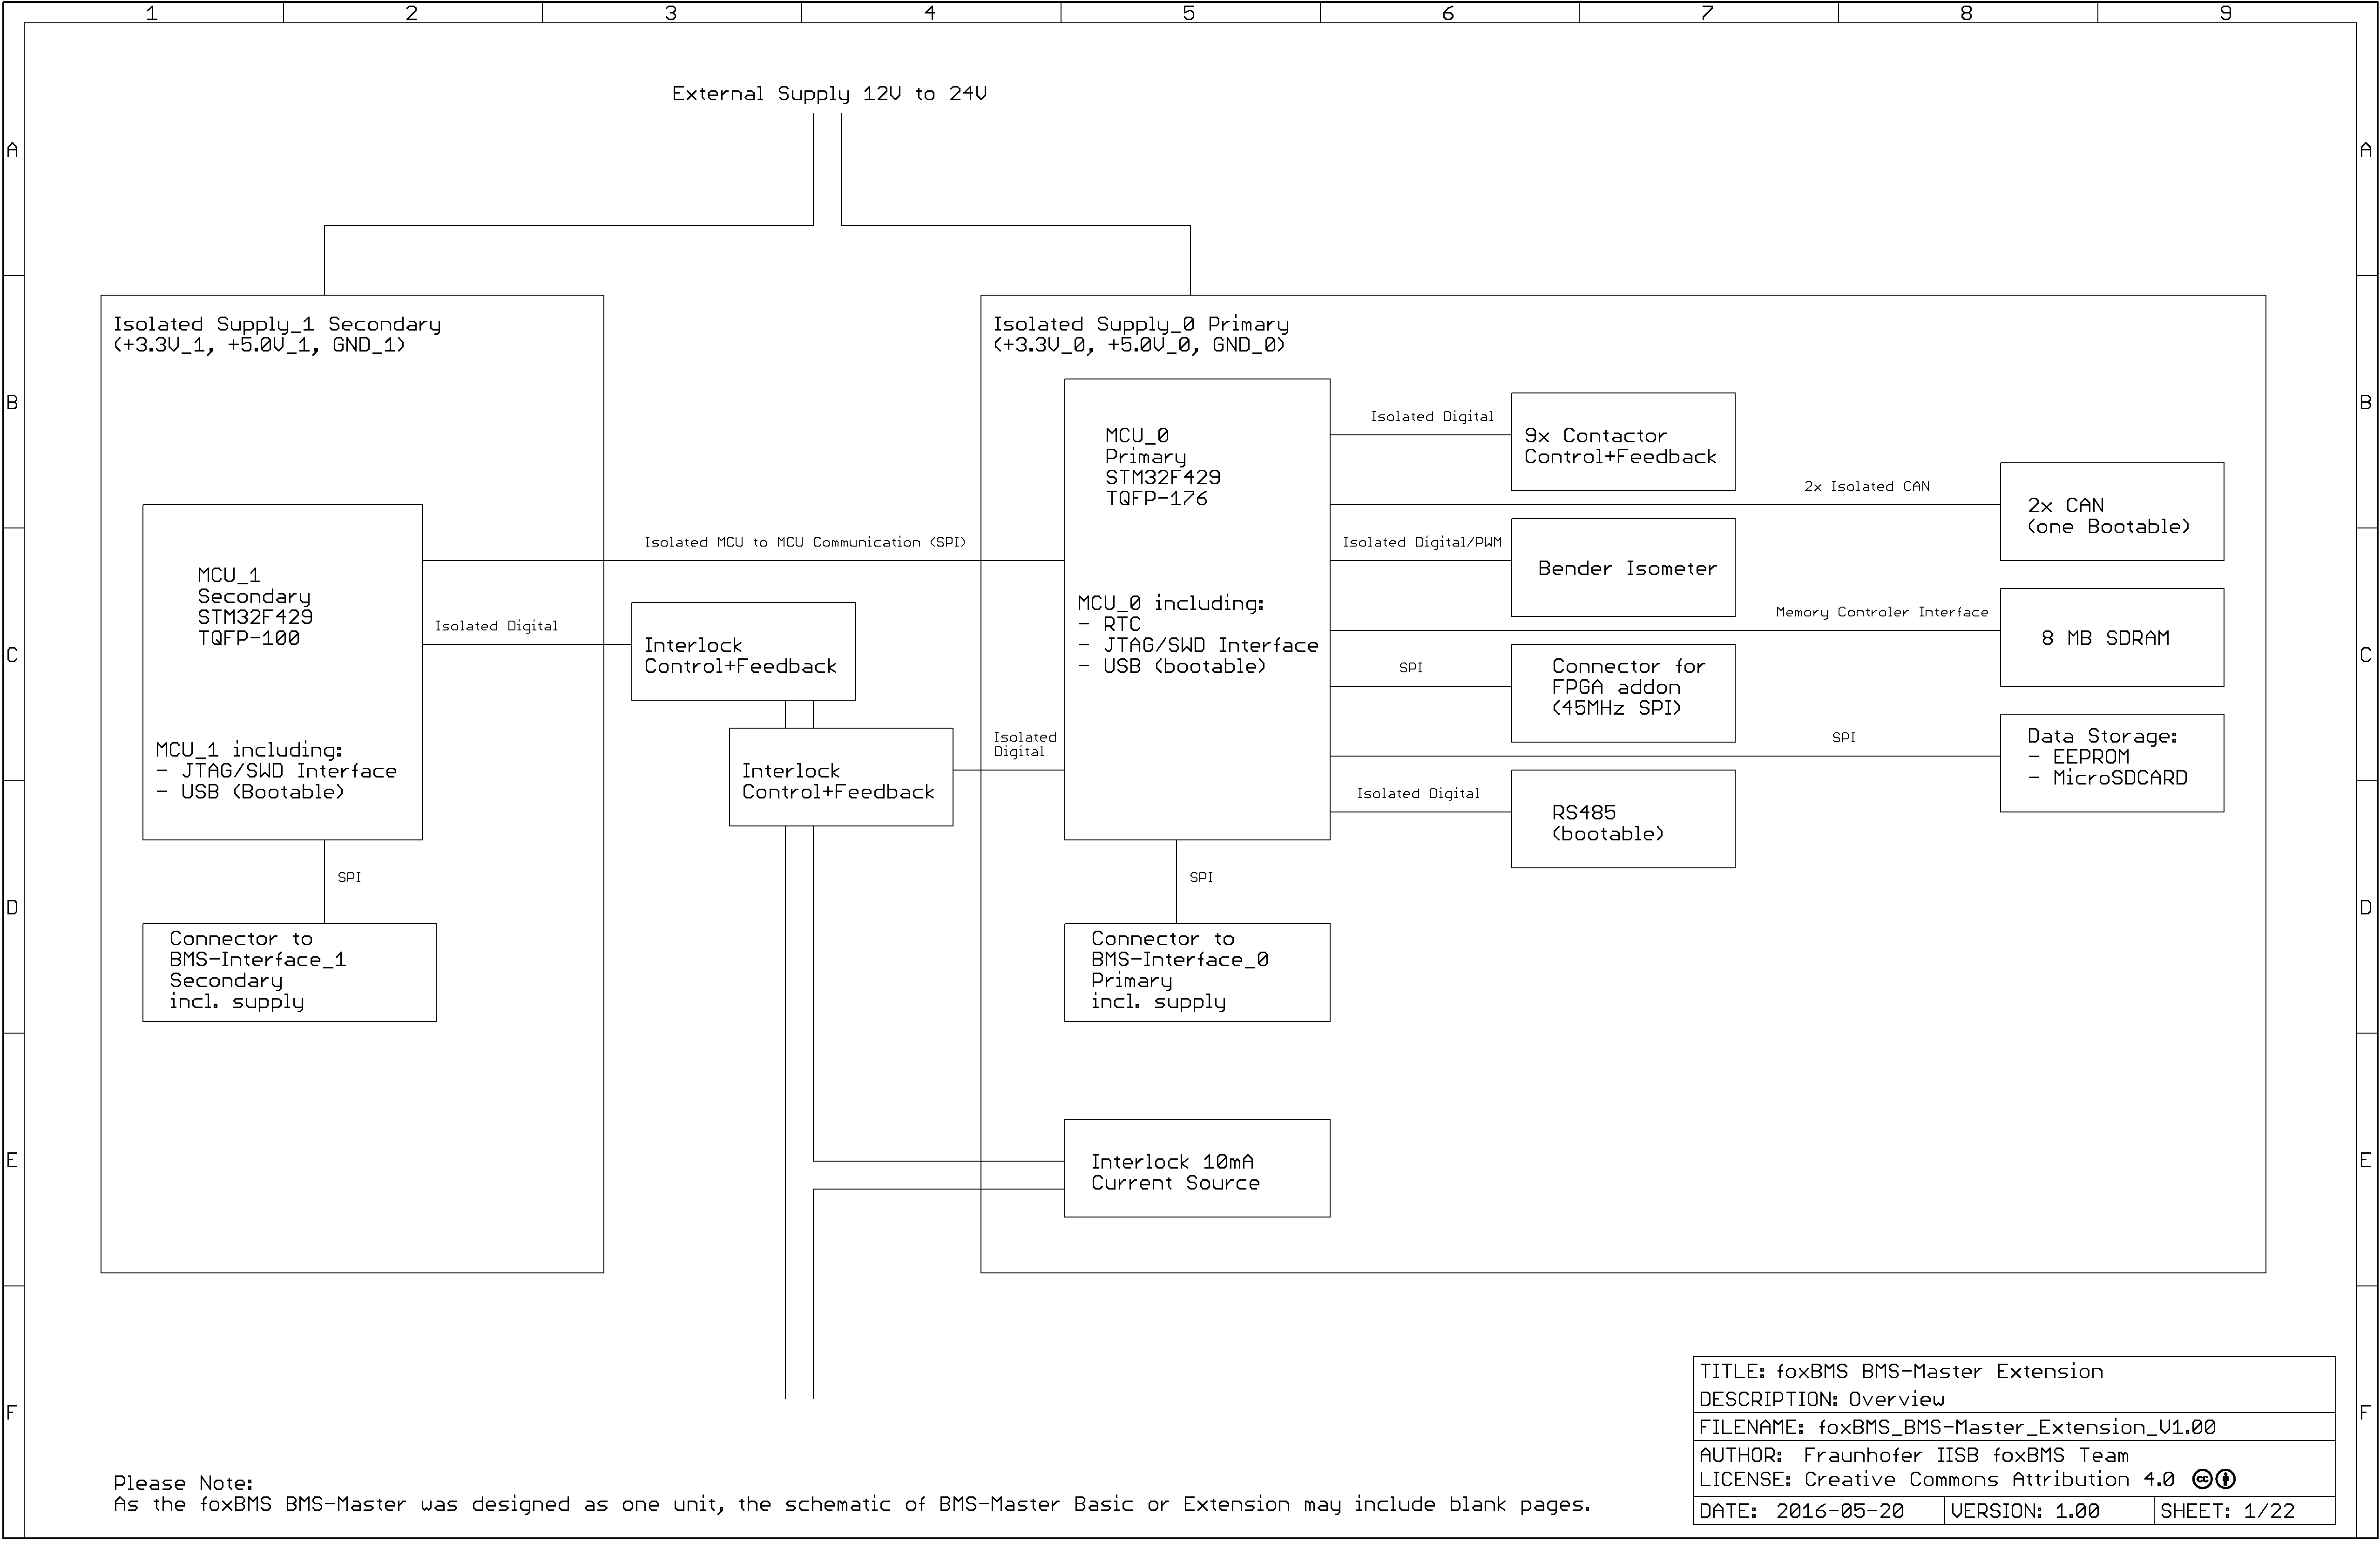 1 2 3 4 5 6 7 8 9
External Supply 12V to 24V
A A
Isolated Supply_1 Secondary
(+3.3V_1, +5.0V_1, GND_1)
Isolated Supply_0 Primary
(+3.3V_0, +5.0V_0, GND_0)
B B
MCU_0
Primary
STM32F429
TQFP-176
Isolated Digital
9x Contactor
Control+Feedback
2x Isolated CAN
2x CAN
(one Bootable)
Isolated MCU to MCU Communication (SPI)
Isolated Digital/PWM
Bender Isometer
MCU_1
Secondary
STM32F429
TQFP-100
Isolated Digital
Interlock
Control+Feedback
MCU_0 including:
- RTC
- JTAG/SWD Interface
- USB (bootable)
Memory Controler Interface
8 MB SDRAM
C C
SPI
Connector for
FPGA addon
(45MHz SPI)
MCU_1 including:
- JTAG/SWD Interface
- USB (Bootable)
Interlock
Control+Feedback
Isolated
Digital
SPI
Data Storage:
- EEPROM
- MicroSDCARD
Isolated Digital
RS485
(bootable)
SPI
SPI
D D
Connector to
BMS-Interface_1
Secondary
incl. supply
Connector to
BMS-Interface_0
Primary
incl. supply
E E
Interlock 10mA
Current Source
F F
TITLE: foxBMS BMS-Master Extension
DESCRIPTION: Overview
FILENAME: foxBMS_BMS-Master_Extension_V1.00
AUTHOR: Fraunhofer IISB foxBMS Team
LICENSE: Creative Commons Attribution 4.0 cc
DATE: 2016-05-20 VERSION: 1.00 SHEET: 1/22
Please Note:
As the foxBMS BMS-Master was designed as one unit, the schematic of BMS-Master Basic or Extension may include blank pages.